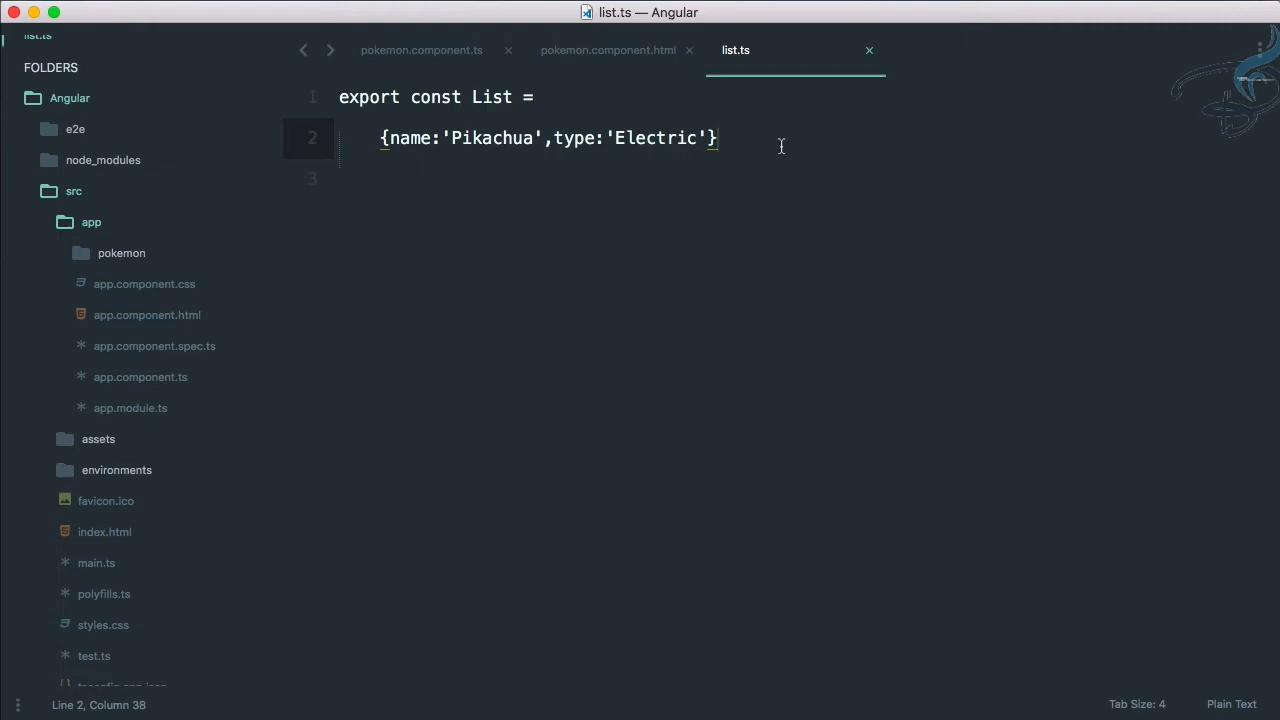 list.ts — Angular
list.ts
FOLDERS
Angular
e2e
node_modules
src
app
pokemon
app.component.css
app.component.html
app.component.spec.ts
app.component.ts
app.module.ts
assets
environments
favicon.ico
index.html
main.ts
polyfills.ts
styles.css
test.ts
tsconfig.app.json
pokemon.component.ts
pokemon.component.html
list.ts
1 export const List =
2 {name:'Pikachua',type:'Electric'}
3
Line 2, Column 38
Tab Size: 4
Plain Text